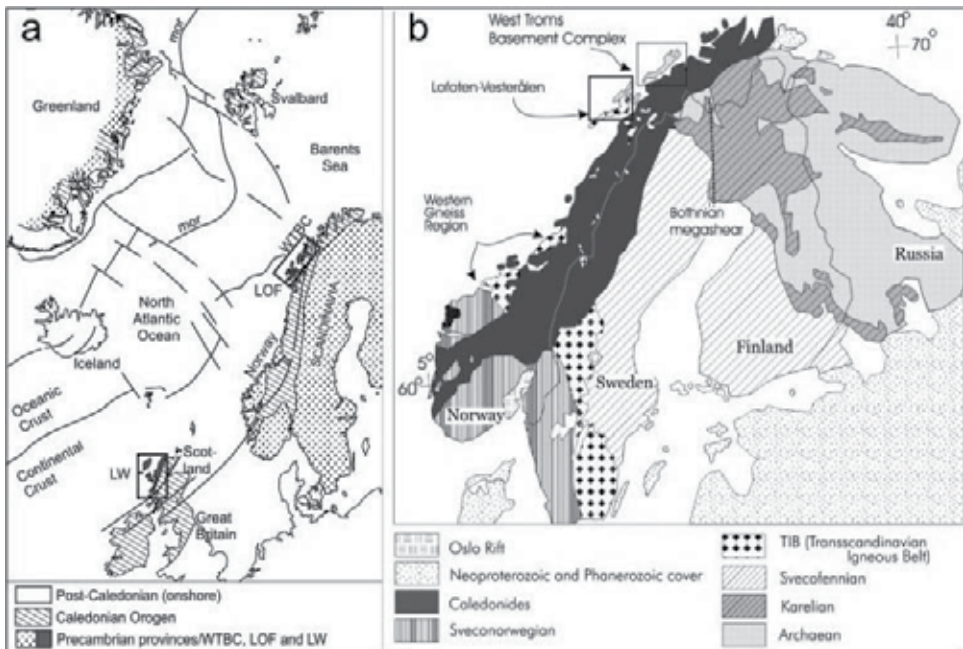 a
mor
Greenland
Svalbard
Barents
Sea
mor
WTBC
LOF
North
Atlantic
Ocean
Iceland
Norway
SCANDINAVIA
Oceanic Crust
Continental
Crust
LW
Scot-
land
Great
Britain
Post-Caledonian (onshore)
Caledonian Orogen
Precambrian provinces/WTBC, LOF and LW
b
West Troms
Basement Complex
40°
70°
Lofoten-Vesterålen
Western
Gneiss
Region
Bothnian
megashear
Russia
Finland
5°
60°
Sweden
Norway
Oslo Rift
Neoproterozoic and Phanerozoic cover
Caledonides
Sveconorwegian
TIB (Transscandinavian
Igneous Belt)
Svecofennian
Karelian
Archaean